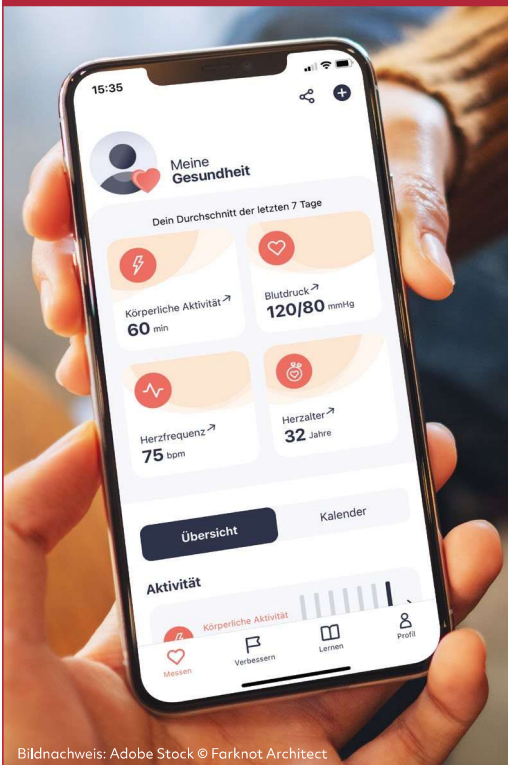 15:35
Meine
Gesundheit
Dein Durchschnitt der letzten 7 Tage
Körperliche Aktivität
60 min
Blutdruck
120/80 mmHg
Herzfrequenz
75 bpm
Herzalter
32 Jahre
Übersicht
Kalender
Aktivität
Körperliche Aktivität
Messen
Verbessern
Lernen
Profil
Bildnachweis: Adobe Stock © Farknot Architect